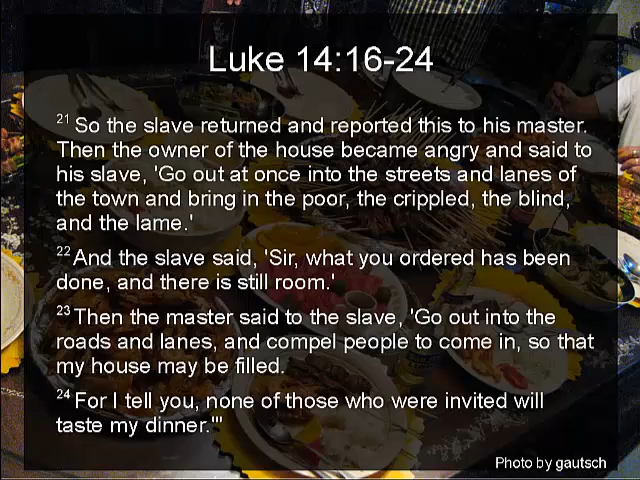 Luke 14:16-24
21 So the slave returned and reported this to his master.
Then the owner of the house became angry and said to
his slave, 'Go out at once into the streets and lanes of
the town and bring in the poor, the crippled, the blind,
and the lame.'
22 And the slave said, 'Sir, what you ordered has been
done, and there is still room.'
23 Then the master said to the slave, 'Go out into the
roads and lanes, and compel people to come in, so that
my house may be filled.
24 For I tell you, none of those who were invited will
taste my dinner.'"
Photo by gautsch